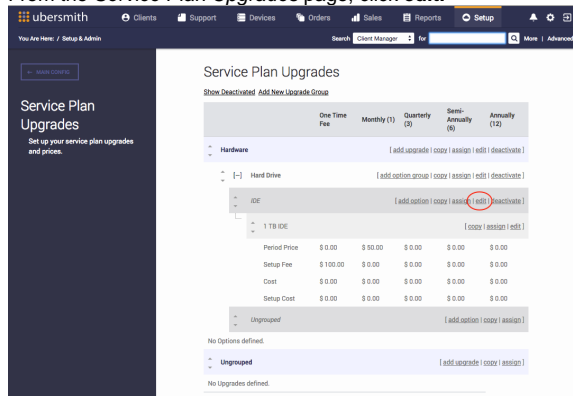 From the Service Plan Upgrades page, click edit.
ubersmith Clients Support Devices Orders Sales Reports Setup
You Are Here: / Setup & Admin Search Client Manager for More | Advanced
← MAIN CONFIG
Service Plan Upgrades
Set up your service plan upgrades and prices.
Service Plan Upgrades
Show Deactivated Add New Upgrade Group
One Time Fee Monthly (1) Quarterly (3) Semi-Annually (6) Annually (12)
Hardware [ add upgrade | copy | assign | edit | deactivate ]
[–] Hard Drive [ add option group | copy | assign | edit | deactivate ]
IDE [ add option | copy | assign | edit | deactivate ]
1 TB IDE [ copy | assign | edit ]
Period Price $ 0.00 $ 50.00 $ 0.00 $ 0.00 $ 0.00
Setup Fee $ 100.00 $ 0.00 $ 0.00 $ 0.00 $ 0.00
Cost $ 0.00 $ 0.00 $ 0.00 $ 0.00 $ 0.00
Setup Cost $ 0.00 $ 0.00 $ 0.00 $ 0.00 $ 0.00
Ungrouped [ add option | copy | assign ]
No Options defined.
Ungrouped [ add upgrade | copy | assign ]
No Upgrades defined.